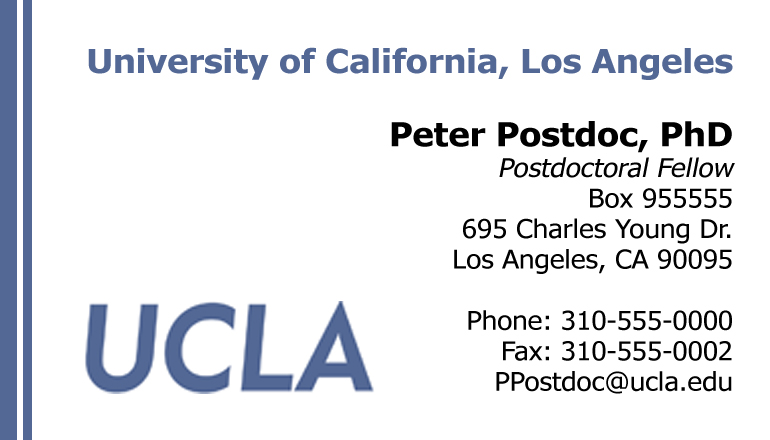 University of California, Los Angeles
Peter Postdoc, PhD
Postdoctoral Fellow
Box 955555
695 Charles Young Dr.
Los Angeles, CA 90095
Phone: 310-555-0000
Fax: 310-555-0002
PPostdoc@ucla.edu
UCLA